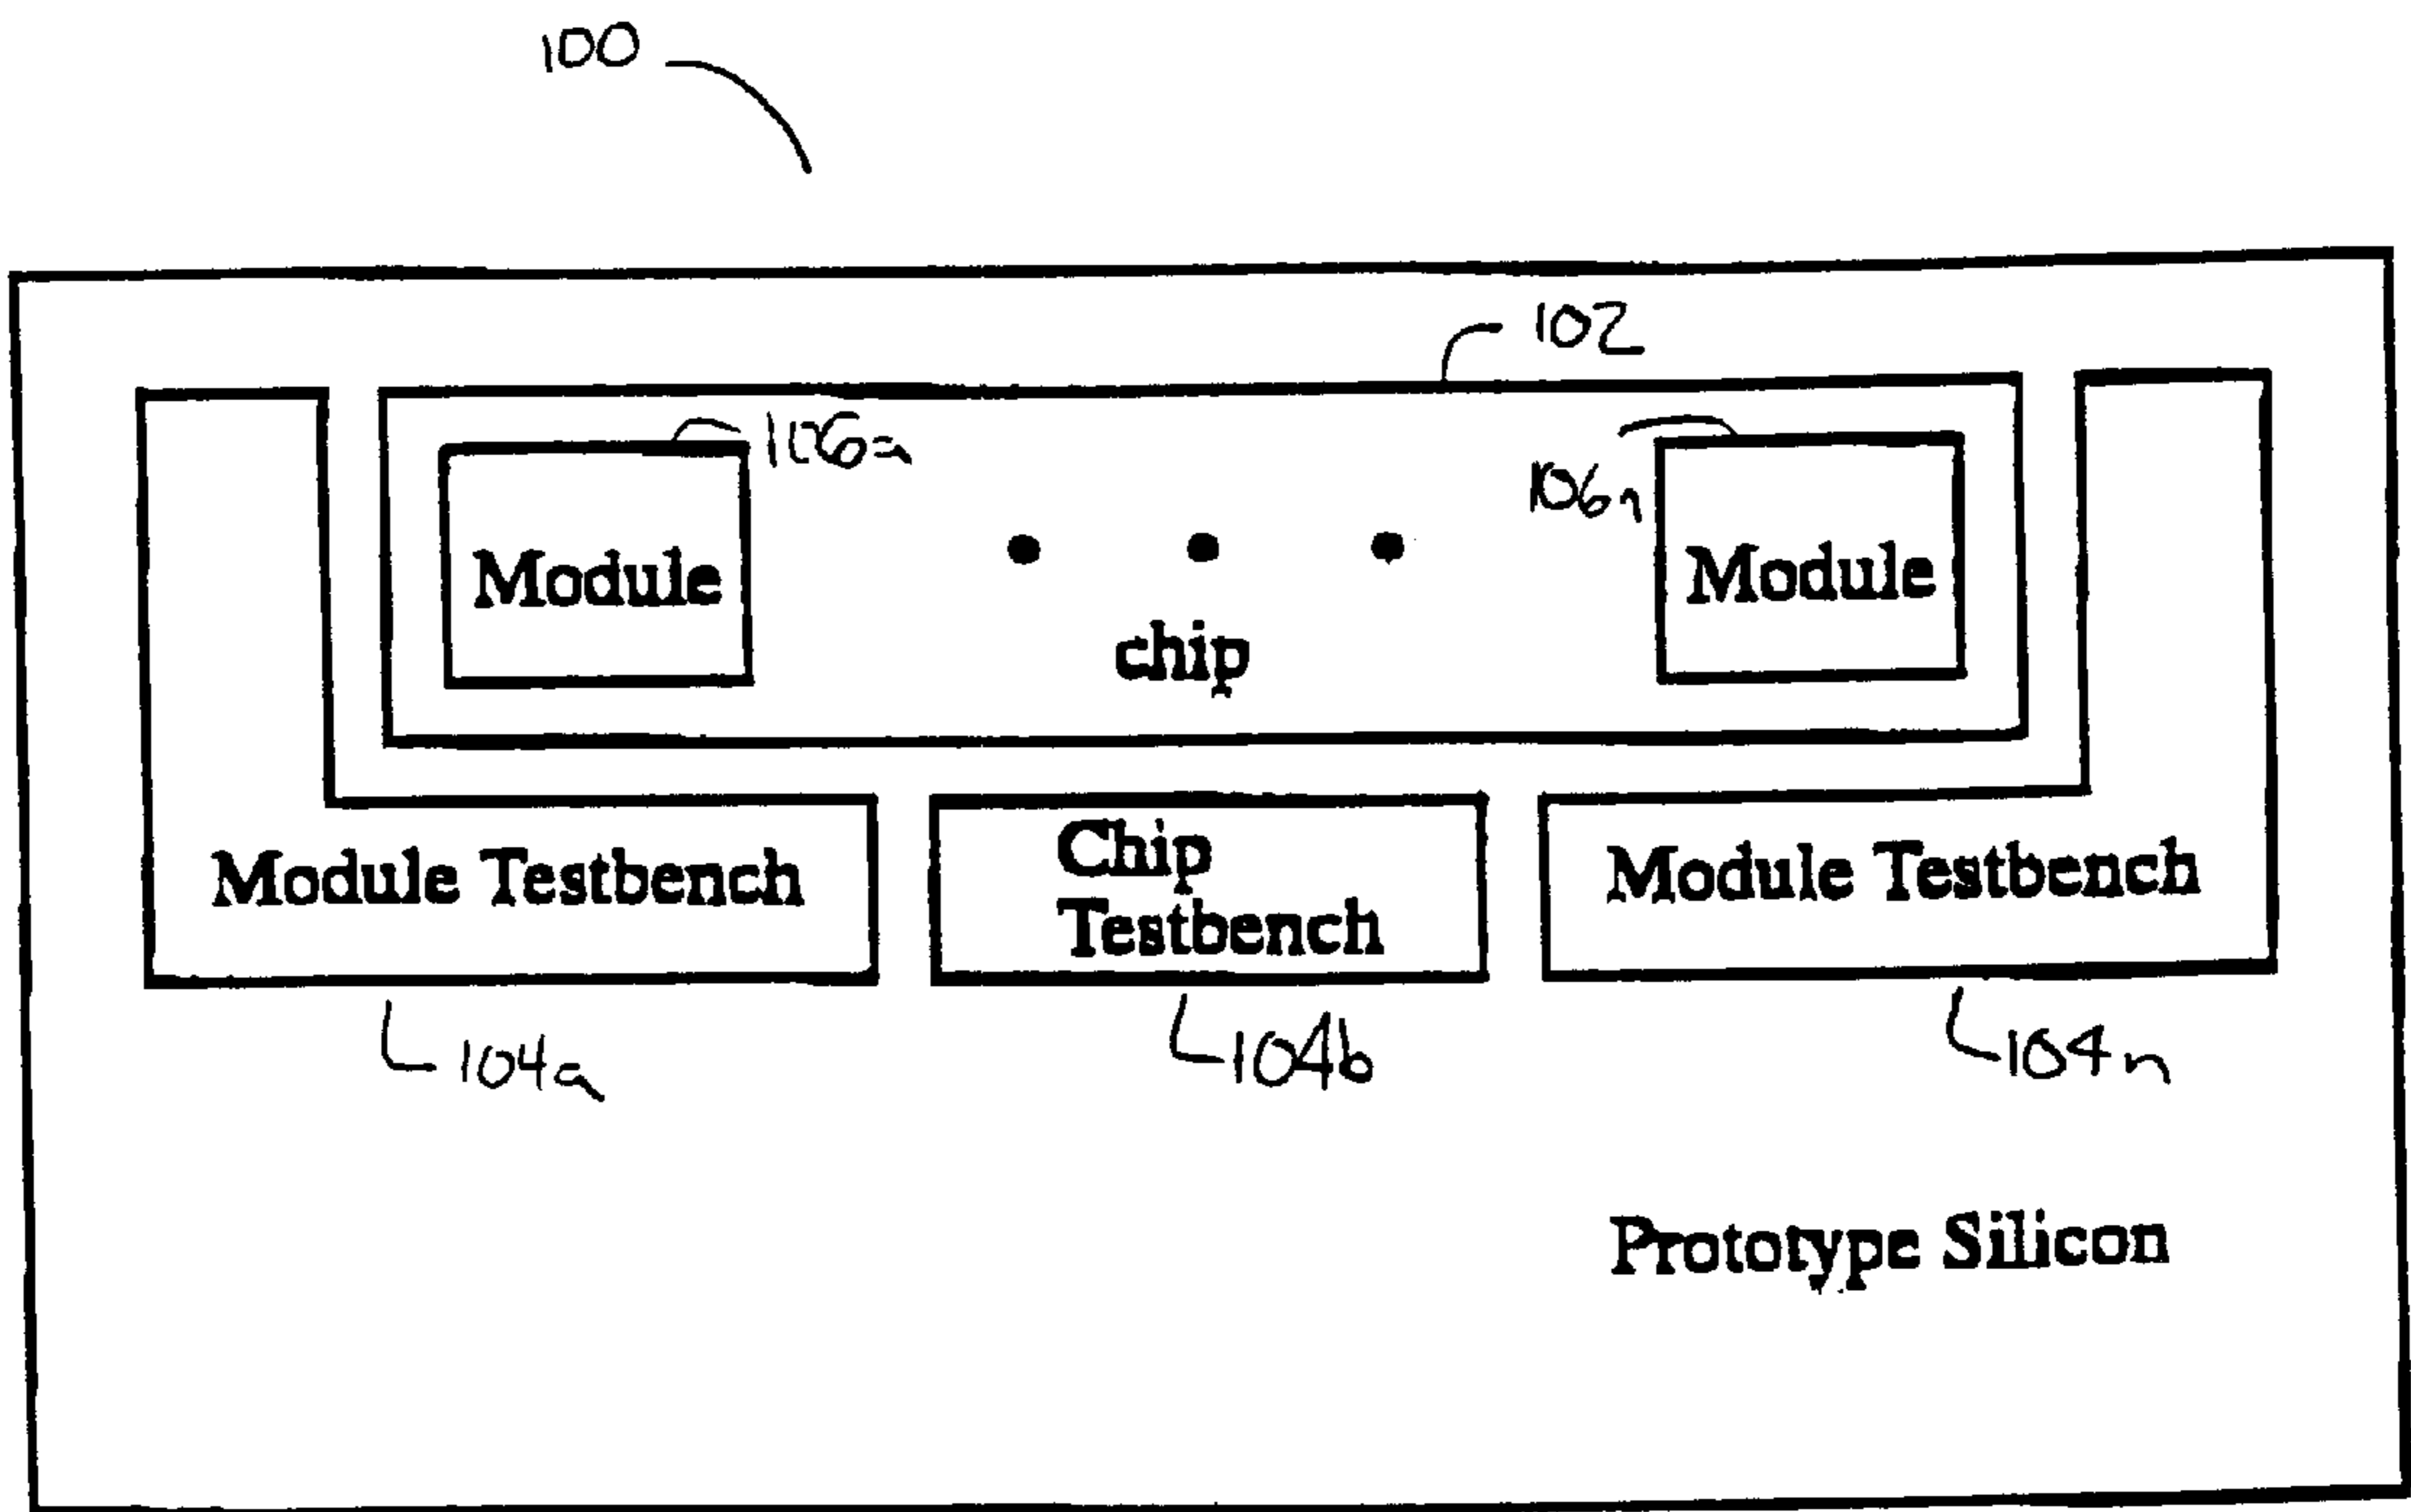 100
102
106a
106n
Module
Module
chip
Module Testbench
Chip
Testbench
Module Testbench
104a
104b
104n
Prototype Silicon